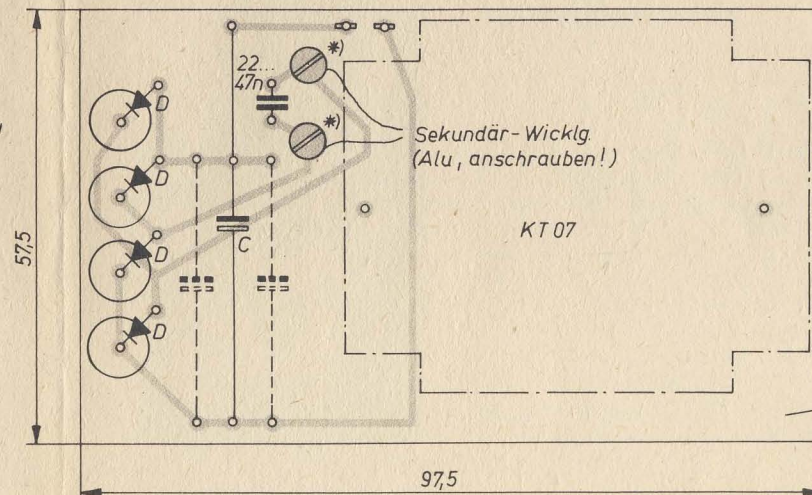 *)
22...
47n
*)
D
Sekundär-Wicklg.
(Alu, anschrauben!)
D
KT 07
57,5
D
C
D
97,5